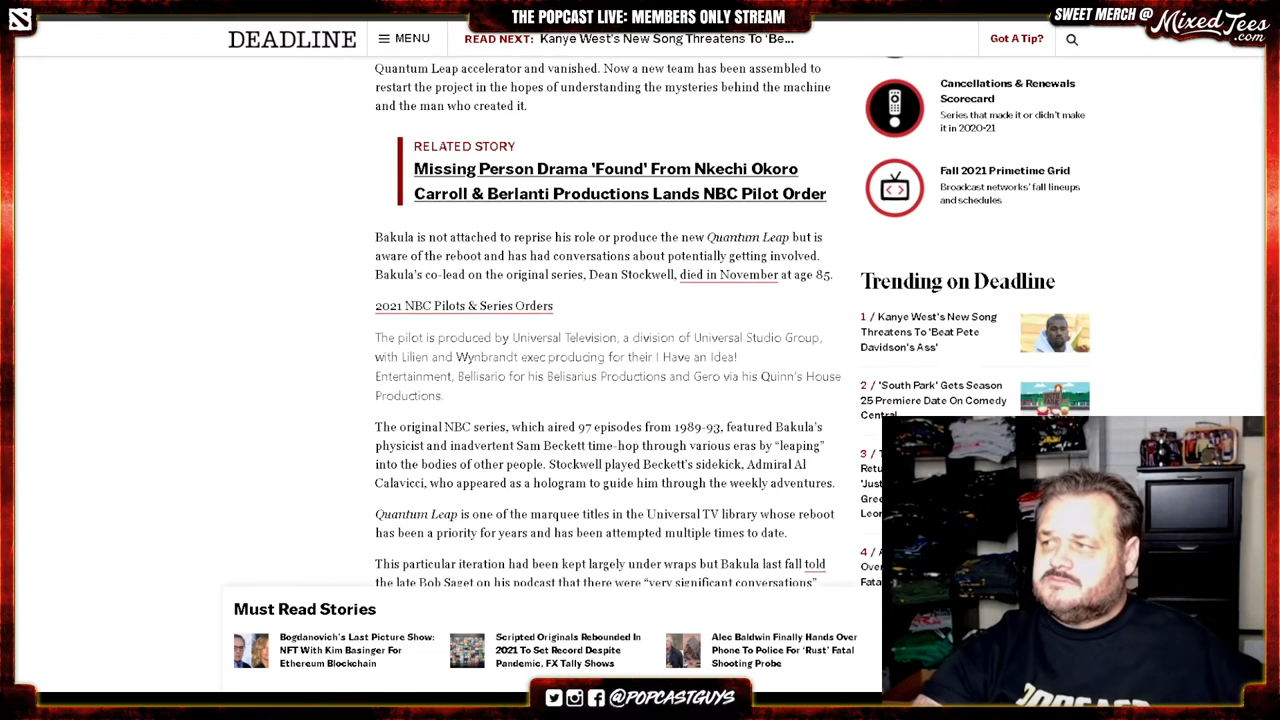 THE POPCAST LIVE: MEMBERS ONLY STREAM
SWEET MERCH @
MixedTees
.com
DEADLINE
MENU
READ NEXT: Kanye West's New Song Threatens To 'Be...
Got A Tip?
Quantum Leap accelerator and vanished. Now a new team has been assembled to
restart the project in the hopes of understanding the mysteries behind the machine
and the man who created it.
RELATED STORY
Missing Person Drama 'Found' From Nkechi Okoro
Carroll & Berlanti Productions Lands NBC Pilot Order
Bakula is not attached to reprise his role or produce the new Quantum Leap but is
aware of the reboot and has had conversations about potentially getting involved.
Bakula's co-lead on the original series, Dean Stockwell, died in November at age 85.
2021 NBC Pilots & Series Orders
The pilot is produced by Universal Television, a division of Universal Studio Group,
with Lilien and Wynbrandt exec producing for their I Have an Idea!
Entertainment, Bellisario for his Belisarius Productions and Gero via his Quinn's House
Productions.
The original NBC series, which aired 97 episodes from 1989-93, featured Bakula's
physicist and inadvertent Sam Beckett time-hop through various eras by "leaping"
into the bodies of other people. Stockwell played Beckett's sidekick, Admiral Al
Calavicci, who appeared as a hologram to guide him through the weekly adventures.
Quantum Leap is one of the marquee titles in the Universal TV library whose reboot
has been a priority for years and has been attempted multiple times to date.
This particular iteration had been kept largely under wraps but Bakula last fall told
the late Bob Saget on his podcast that there were "very significant conversations"
Cancellations & Renewals
Scorecard
Series that made it or didn't make
it in 2020-21
Fall 2021 Primetime Grid
Broadcast networks' fall lineups
and schedules
Trending on Deadline
1 / Kanye West's New Song
Threatens To 'Beat Pete
Davidson's Ass'
2 / 'South Park' Gets Season
25 Premiere Date On Comedy
Central
3 / T
Retu
'Just
Gree
Leon
4 / A
Over
Fata
Must Read Stories
Bogdanovich's Last Picture Show:
NFT With Kim Basinger For
Ethereum Blockchain
Scripted Originals Rebounded In
2021 To Set Record Despite
Pandemic, FX Tally Shows
Alec Baldwin Finally Hands Over
Phone To Police For 'Rust' Fatal
Shooting Probe
POPCAST
@POPCASTGUYS